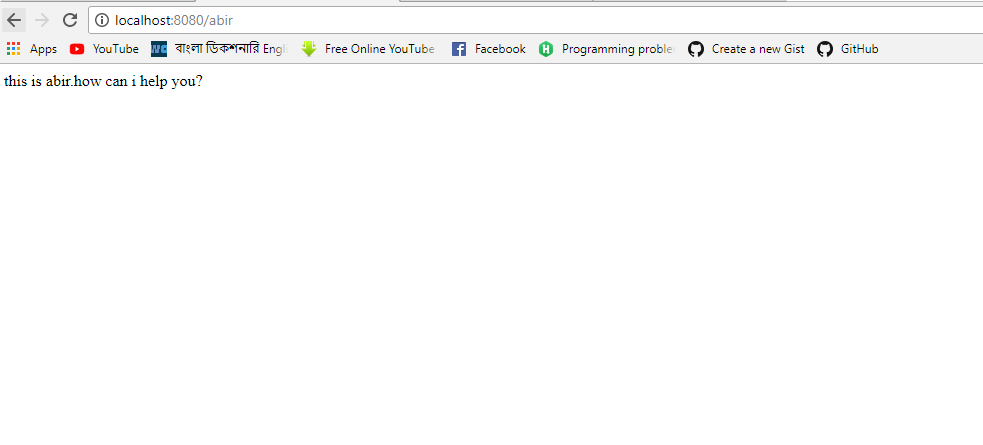 localhost:8080/abir
Apps YouTube বাংলা ডিকশনারি Engl Free Online YouTube Facebook Programming proble Create a new Gist GitHub
this is abir.how can i help you?